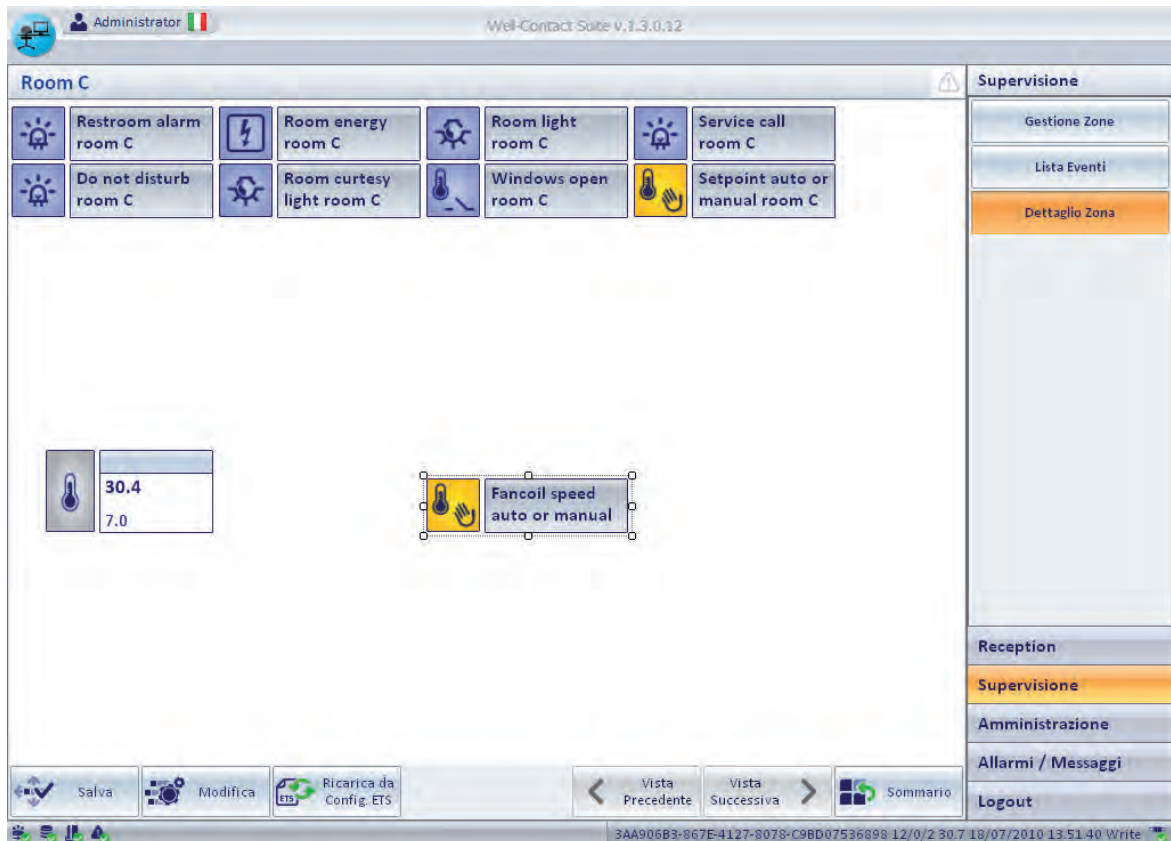 Administrator
Well-Contact Suite v.1.3.0.12
Room C
Supervisione
Restroom alarm
room C
Room energy
room C
Room light
room C
Service call
room C
Do not disturb
room C
Room curtesy
light room C
Windows open
room C
Setpoint auto or
manual room C
Gestione Zone
Lista Eventi
Dettaglio Zona
30.4
7.0
Fancoil speed
auto or manual
Reception
Supervisione
Amministrazione
Allarmi / Messaggi
Logout
Salva
Modifica
ETS
Ricarica da
Config. ETS
Vista
Precedente
Vista
Successiva
Sommario
3AA906B3-867E-4127-8078-C9BD07536898 12/0/2 30.7 18/07/2010 13.51.40 Write